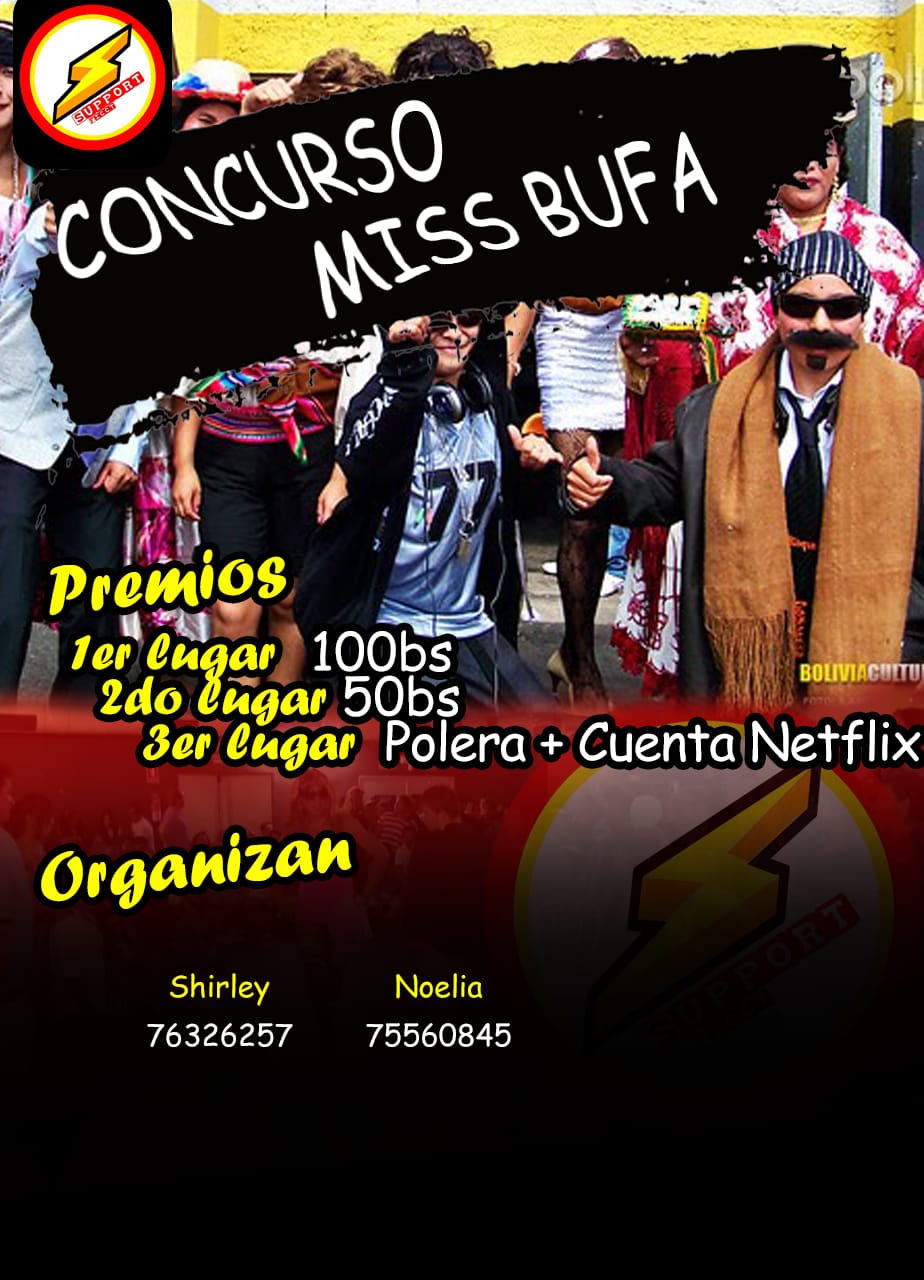 SUPPORT
CONCURSO
MISS BUFA
77
BOLIVIACULTU
Premios
1er lugar 100bs
2do lugar 50bs
3er lugar Polera + Cuenta Netflix
Organizan
SUPPORT
Shirley Noelia
76326257 75560845